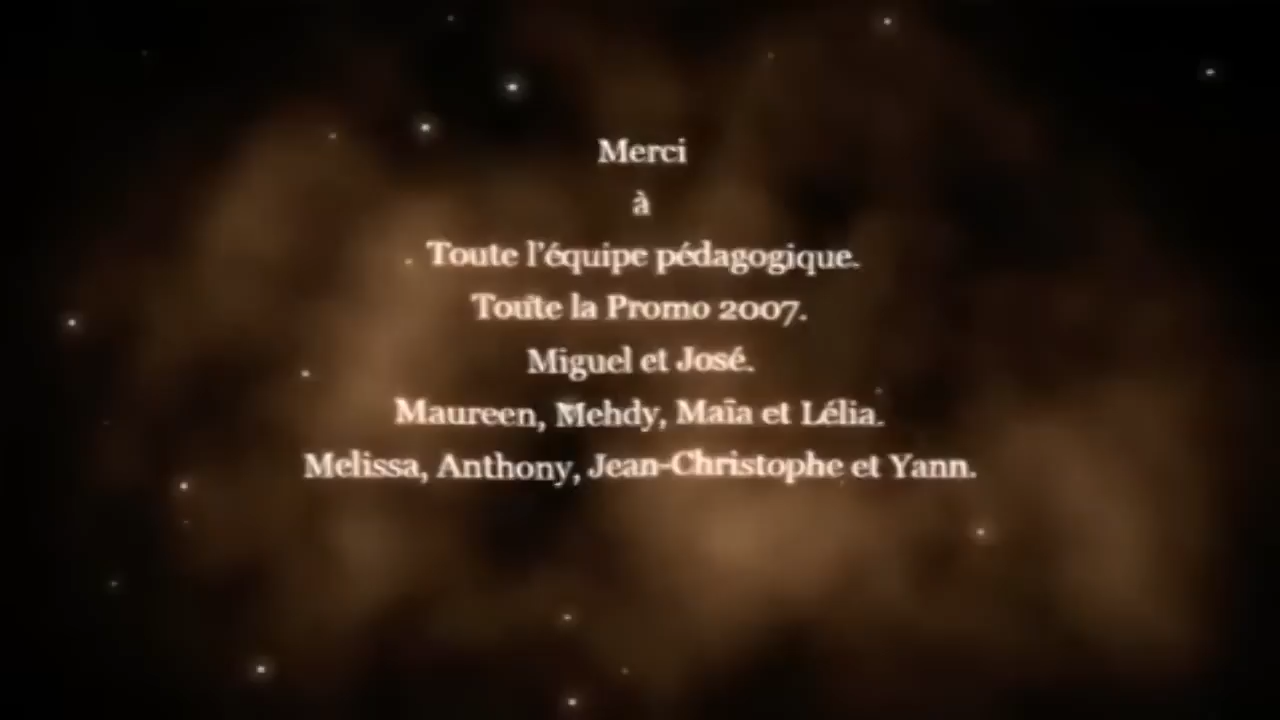 Merci
à
Toute l'équipe pédagogique.
Toute la Promo 2007.
Miguel et José.
Maureen, Mehdy, Maïa et Lélia.
Melissa, Anthony, Jean-Christophe et Yann.